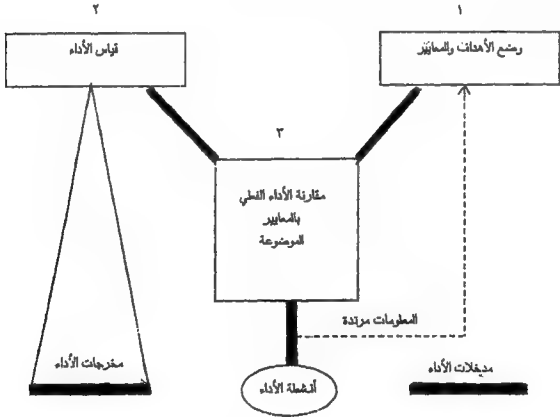 ١
وضع الأهداف والمعايير
٢
قياس الأداء
٣
مقارنة الأداء الفعلي
بالمعايير
الموضوعة
المعلومات مرتدة
مخرجات الأداء
أنشطة الأداء
مدخلات الأداء